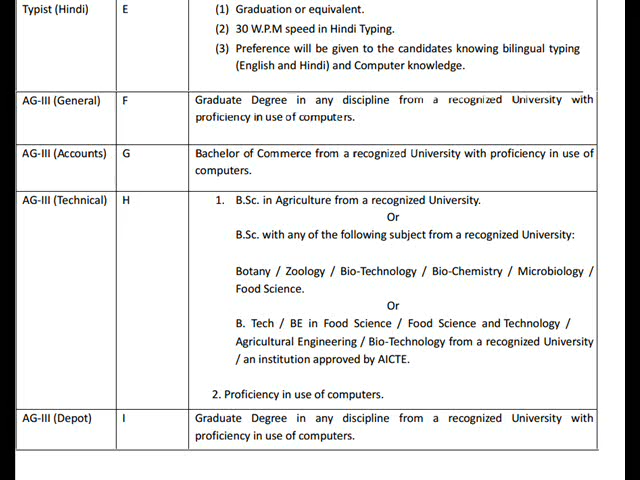 Typist (Hindi) E (1) Graduation or equivalent.
(2) 30 W.P.M speed in Hindi Typing.
(3) Preference will be given to the candidates knowing bilingual typing
(English and Hindi) and Computer knowledge.
AG-III (General) F Graduate Degree in any discipline from a recognized University with
proficiency in use of computers.
AG-III (Accounts) G Bachelor of Commerce from a recognized University with proficiency in use of
computers.
AG-III (Technical) H 1. B.Sc. in Agriculture from a recognized University.
Or
B.Sc. with any of the following subject from a recognized University:
Botany / Zoology / Bio-Technology / Bio-Chemistry / Microbiology /
Food Science.
Or
B. Tech / BE in Food Science / Food Science and Technology /
Agricultural Engineering / Bio-Technology from a recognized University
/ an institution approved by AICTE.
2. Proficiency in use of computers.
AG-III (Depot) I Graduate Degree in any discipline from a recognized University with
proficiency in use of computers.